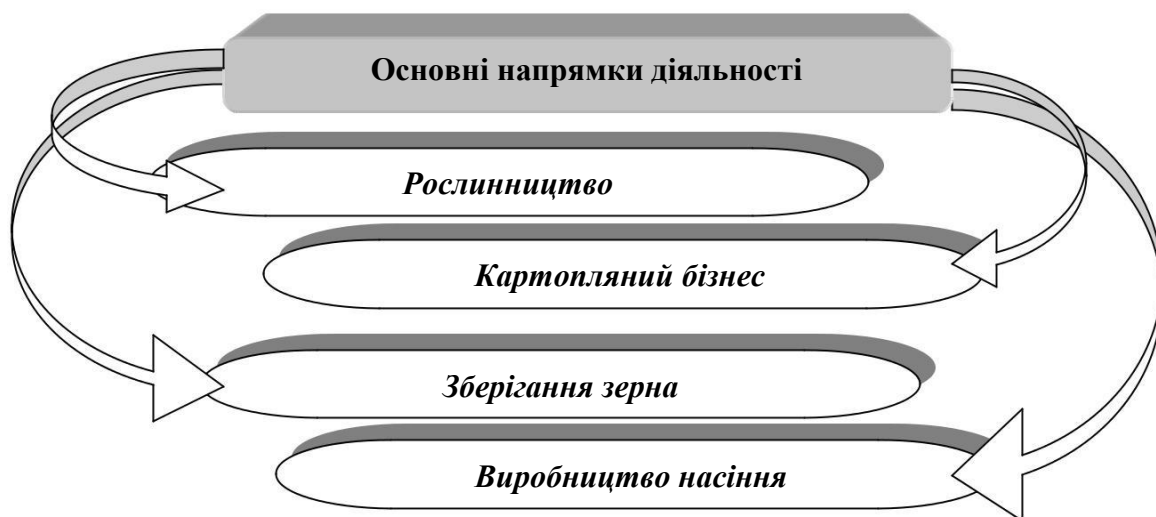 Основні напрямки діяльності
Рослинництво
Картопляний бізнес
Зберігання зерна
Виробництво насіння